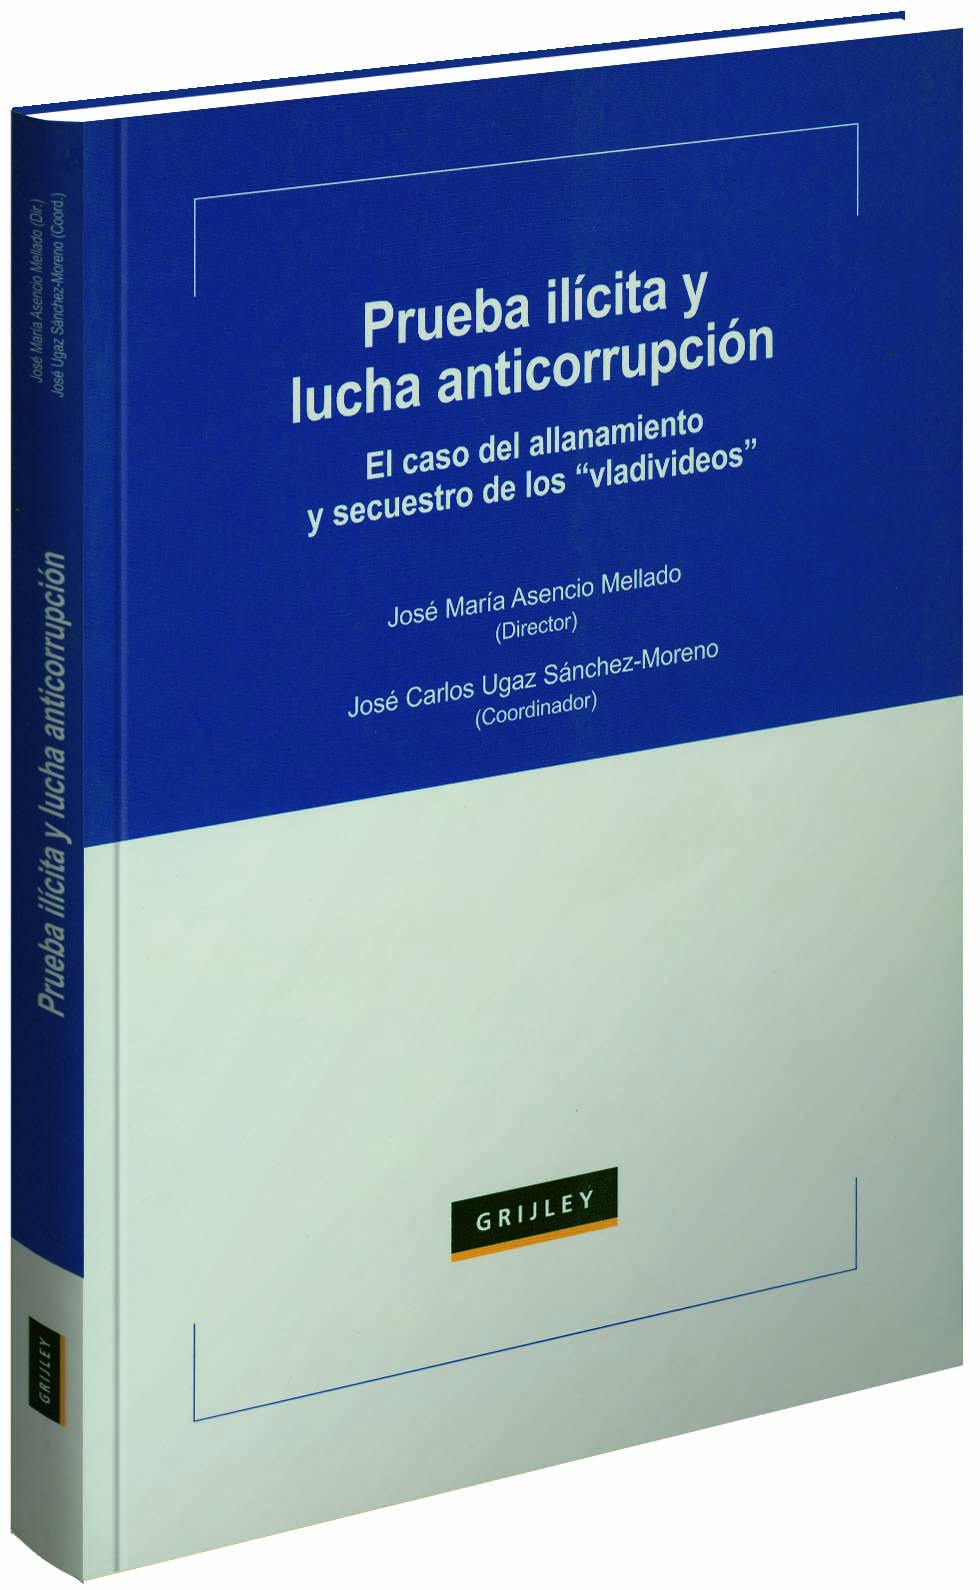 Prueba ilícita y
lucha anticorrupción
El caso del allanamiento
y secuestro de los “vladivideos”
José María Asencio Mellado
(Director)
José Carlos Ugaz Sánchez-Moreno
(Coordinador)
GRIJLEY
José María Asencio Mellado (Dir.)
José Ugaz Sánchez-Moreno (Coord.)
Prueba ilícita y lucha anticorrupción
GRIJLEY